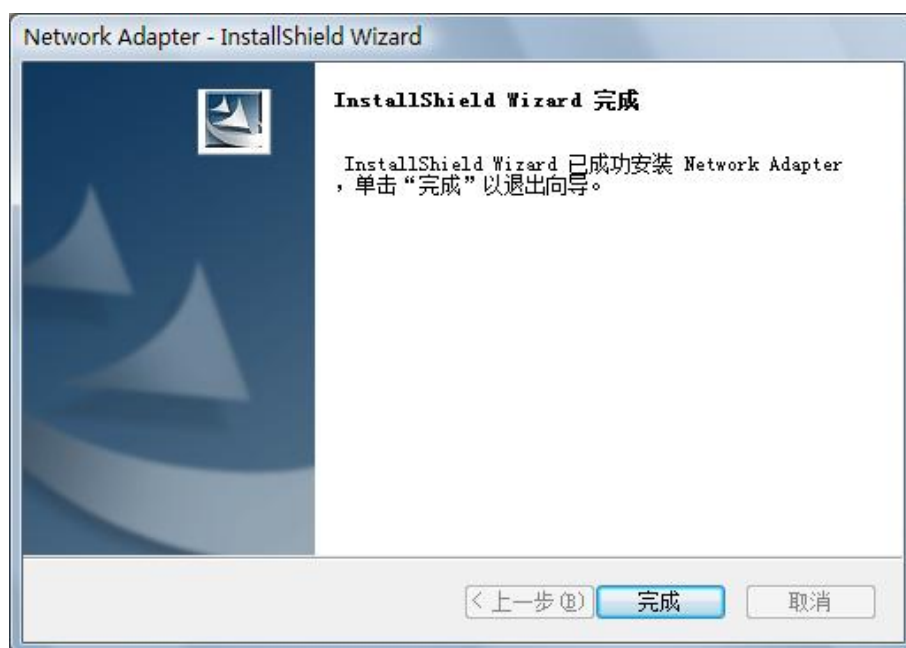 Network Adapter - InstallShield Wizard
InstallShield Wizard 完成
InstallShield Wizard 已成功安装 Network Adapter
，单击“完成”以退出向导。
< 上一步(B) 完成 取消